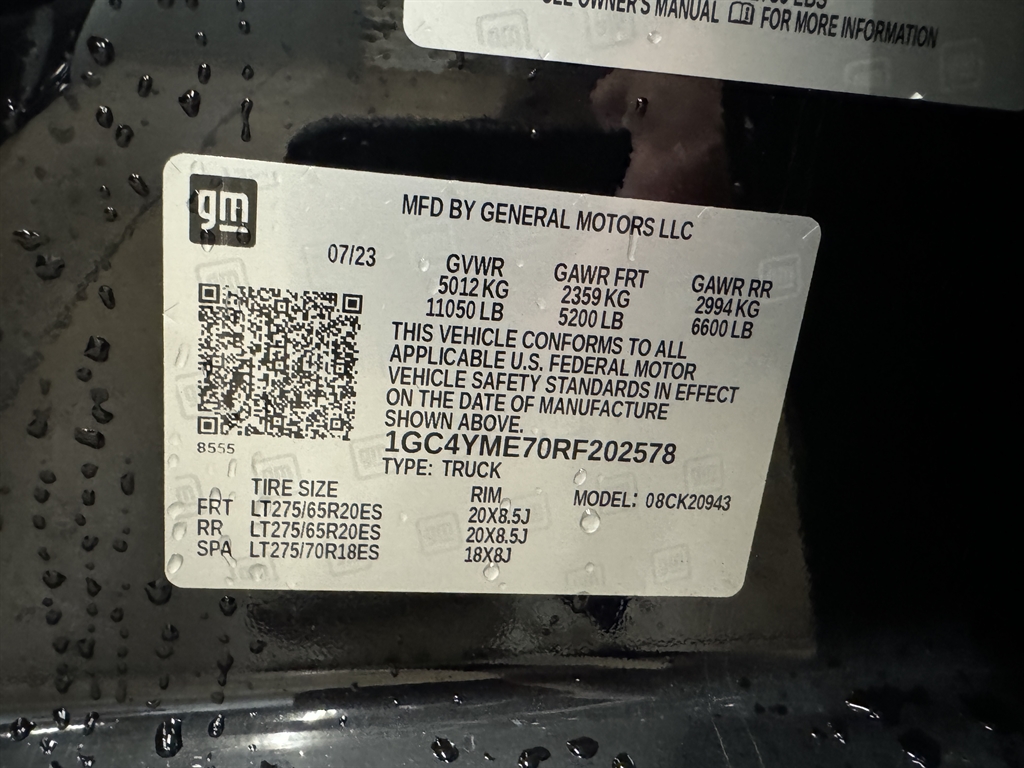 OWNER'S MANUAL FOR MORE INFORMATION
gm
MFD BY GENERAL MOTORS LLC
07/23
GVWR GAWR FRT GAWR RR
5012 KG 2359 KG 2994 KG
11050 LB 5200 LB 6600 LB
THIS VEHICLE CONFORMS TO ALL
APPLICABLE U.S. FEDERAL MOTOR
VEHICLE SAFETY STANDARDS IN EFFECT
ON THE DATE OF MANUFACTURE
SHOWN ABOVE.
8555
1GC4YME70RF202578
TYPE: TRUCK
TIRE SIZE RIM MODEL: 08CK20943
FRT LT275/65R20ES 20X8.5J
RR LT275/65R20ES 20X8.5J
SPA LT275/70R18ES 18X8J